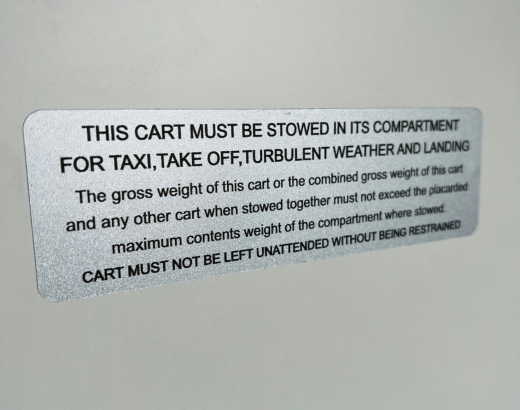 THIS CART MUST BE STOWED IN ITS COMPARTMENT
FOR TAXI,TAKE OFF,TURBULENT WEATHER AND LANDING
The gross weight of this cart or the combined gross weight of this cart
and any other cart when stowed together must not exceed the placarded
maximum contents weight of the compartment where stowed.
CART MUST NOT BE LEFT UNATTENDED WITHOUT BEING RESTRAINED